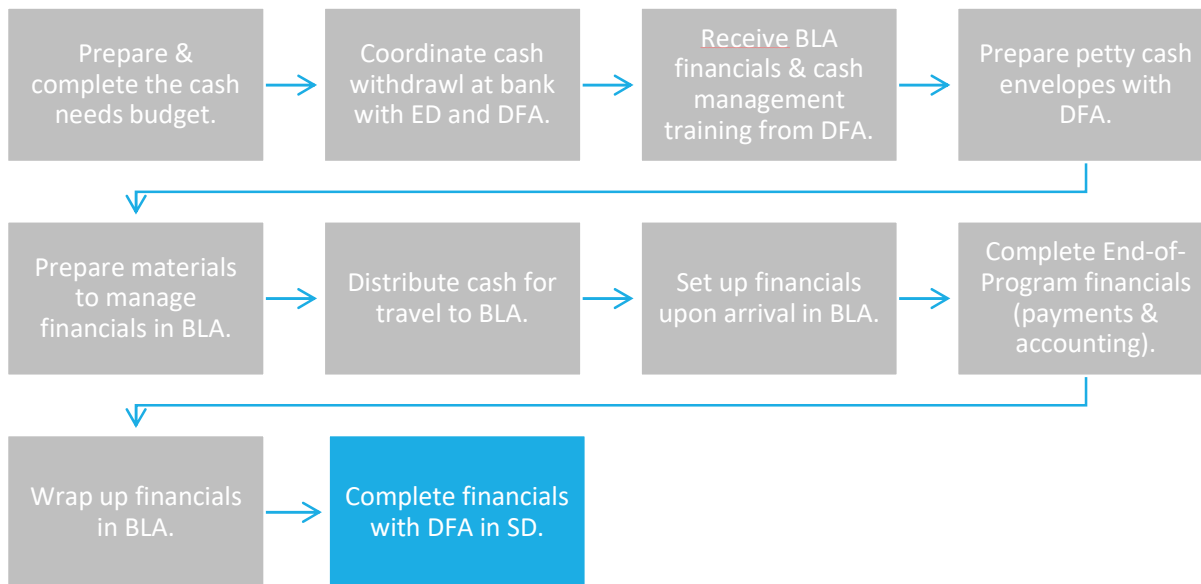 Prepare &
complete the cash
needs budget.
Coordinate cash
withdrawl at bank
with ED and DFA.
Receive BLA
financials & cash
management
training from DFA.
Prepare petty cash
envelopes with
DFA.
Prepare materials
to manage
financials in BLA.
Distribute cash for
travel to BLA.
Set up financials
upon arrival in BLA.
Complete End-of-
Program financials
(payments &
accounting).
Wrap up financials
in BLA.
Complete financials
with DFA in SD.